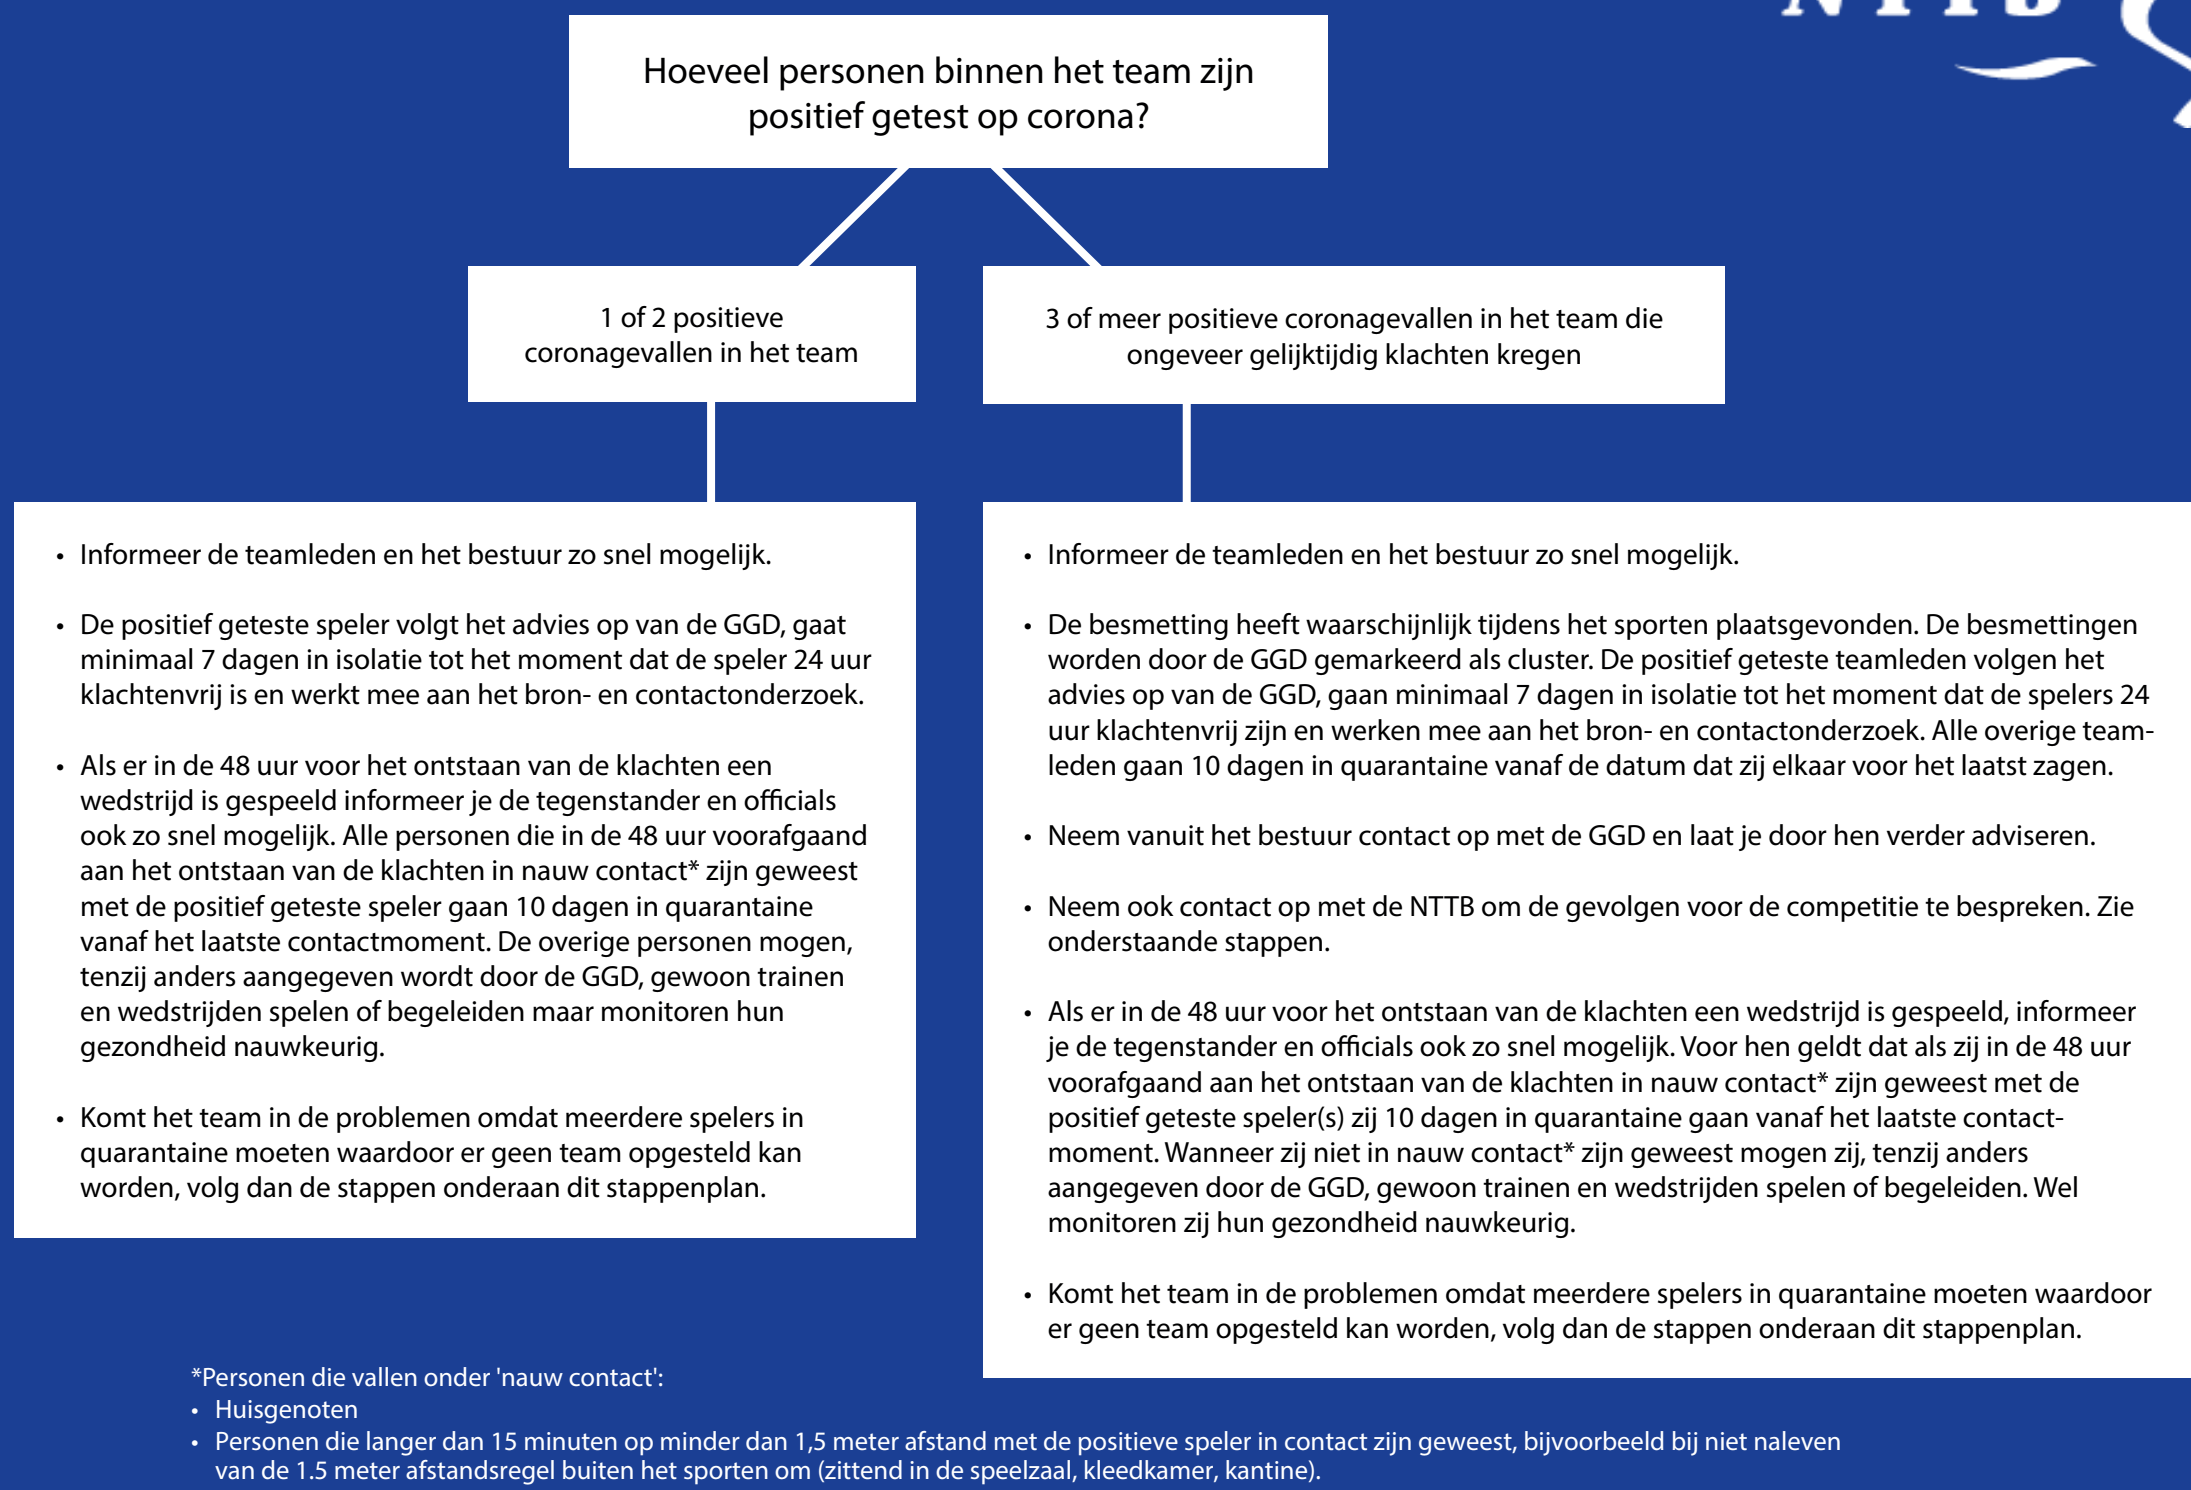 NTTB
Hoeveel personen binnen het team zijn
positief getest op corona?
1 of 2 positieve
coronagevallen in het team
3 of meer positieve coronagevallen in het team die
ongeveer gelijktijdig klachten kregen
• Informeer de teamleden en het bestuur zo snel mogelijk.
• De positief geteste speler volgt het advies op van de GGD, gaat
minimaal 7 dagen in isolatie tot het moment dat de speler 24 uur
klachtenvrij is en werkt mee aan het bron- en contactonderzoek.
• Als er in de 48 uur voor het ontstaan van de klachten een
wedstrijd is gespeeld informeer je de tegenstander en officials
ook zo snel mogelijk. Alle personen die in de 48 uur voorafgaand
aan het ontstaan van de klachten in nauw contact* zijn geweest
met de positief geteste speler gaan 10 dagen in quarantaine
vanaf het laatste contactmoment. De overige personen mogen,
tenzij anders aangegeven wordt door de GGD, gewoon trainen
en wedstrijden spelen of begeleiden maar monitoren hun
gezondheid nauwkeurig.
• Komt het team in de problemen omdat meerdere spelers in
quarantaine moeten waardoor er geen team opgesteld kan
worden, volg dan de stappen onderaan dit stappenplan.
• Informeer de teamleden en het bestuur zo snel mogelijk.
• De besmetting heeft waarschijnlijk tijdens het sporten plaatsgevonden. De besmettingen
worden door de GGD gemarkeerd als cluster. De positief geteste teamleden volgen het
advies op van de GGD, gaan minimaal 7 dagen in isolatie tot het moment dat de spelers 24
uur klachtenvrij zijn en werken mee aan het bron- en contactonderzoek. Alle overige team-
leden gaan 10 dagen in quarantaine vanaf de datum dat zij elkaar voor het laatst zagen.
• Neem vanuit het bestuur contact op met de GGD en laat je door hen verder adviseren.
• Neem ook contact op met de NTTB om de gevolgen voor de competitie te bespreken. Zie
onderstaande stappen.
• Als er in de 48 uur voor het ontstaan van de klachten een wedstrijd is gespeeld, informeer
je de tegenstander en officials ook zo snel mogelijk. Voor hen geldt dat als zij in de 48 uur
voorafgaand aan het ontstaan van de klachten in nauw contact* zijn geweest met de
positief geteste speler(s) zij 10 dagen in quarantaine gaan vanaf het laatste contact-
moment. Wanneer zij niet in nauw contact* zijn geweest mogen zij, tenzij anders
aangegeven door de GGD, gewoon trainen en wedstrijden spelen of begeleiden. Wel
monitoren zij hun gezondheid nauwkeurig.
• Komt het team in de problemen omdat meerdere spelers in quarantaine moeten waardoor
er geen team opgesteld kan worden, volg dan de stappen onderaan dit stappenplan.
*Personen die vallen onder 'nauw contact':
• Huisgenoten
• Personen die langer dan 15 minuten op minder dan 1,5 meter afstand met de positieve speler in contact zijn geweest, bijvoorbeeld bij niet naleven
van de 1.5 meter afstandsregel buiten het sporten om (zittend in de speelzaal, kleedkamer, kantine).